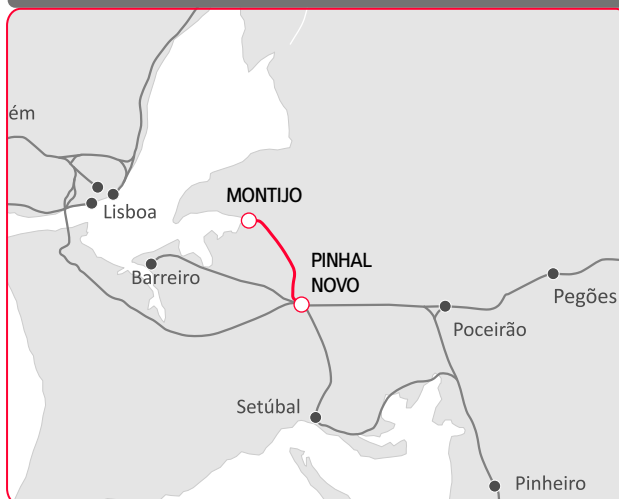 ém
Lisboa
MONTIJO
Barreiro
PINHAL
NOVO
Pegões
Poceirão
Setúbal
Pinheiro